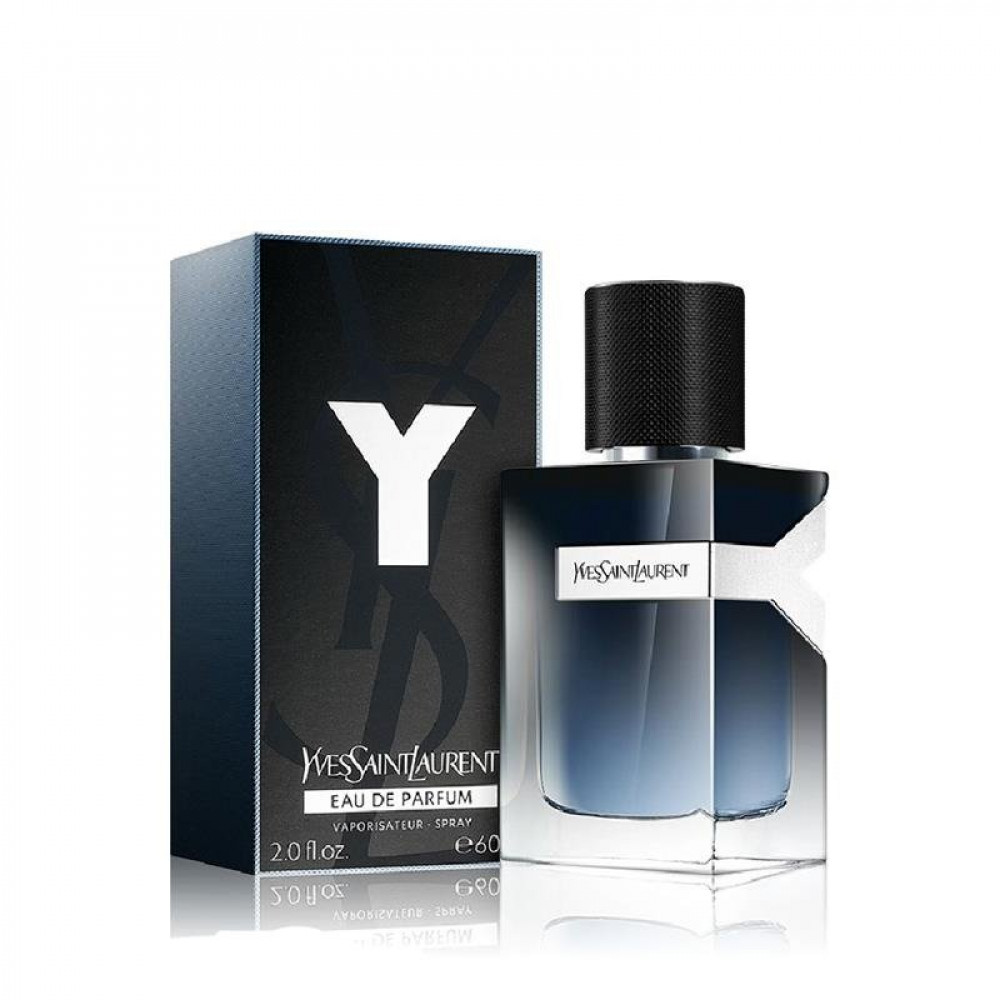 Y
YVESSAINTLAURENT
EAU DE PARFUM
VAPORISATEUR - SPRAY
2.0 fl.oz. ℮60
YVESSAINTLAURENT